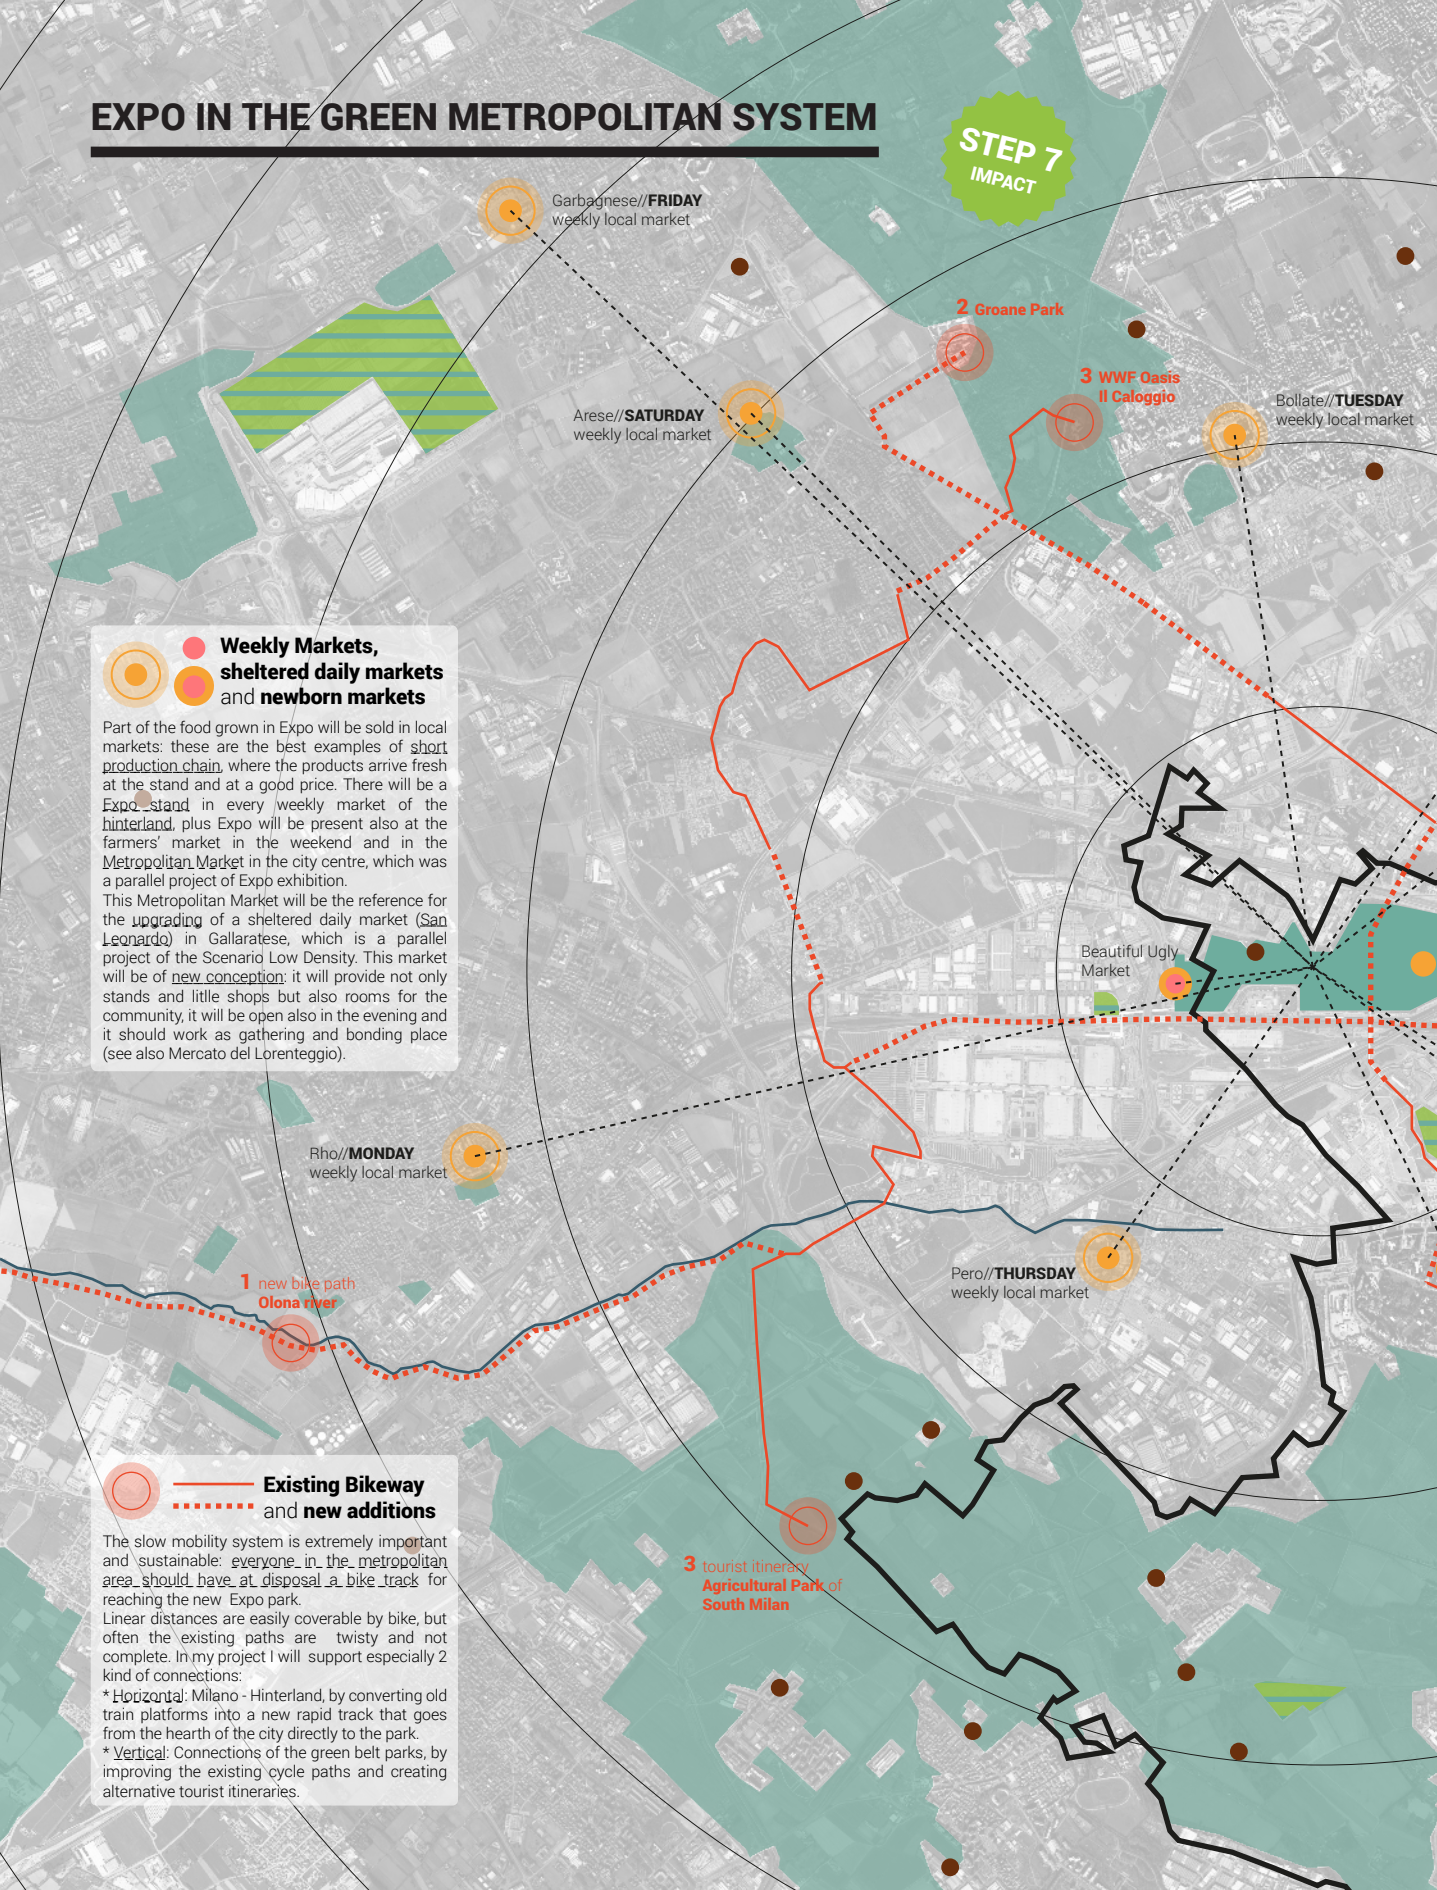 EXPO IN THE GREEN METROPOLITAN SYSTEM
STEP 7
IMPACT
Garbagnese//FRIDAY
weekly local market
2 Groane Park
3 WWF Oasis
Il Caloggio
Arese//SATURDAY
weekly local market
Bollate//TUESDAY
weekly local market
Weekly Markets,
sheltered daily markets
and newborn markets
Part of the food grown in Expo will be sold in local
markets: these are the best examples of short
production chain, where the products arrive fresh
at the stand and at a good price. There will be a
Expo stand in every weekly market of the
hinterland, plus Expo will be present also at the
farmers' market in the weekend and in the
Metropolitan Market in the city centre, which was
a parallel project of Expo exhibition.
This Metropolitan Market will be the reference for
the upgrading of a sheltered daily market (San
Leonardo) in Gallaratese, which is a parallel
project of the Scenario Low Density. This market
will be of new conception: it will provide not only
stands and litlle shops but also rooms for the
community, it will be open also in the evening and
it should work as gathering and bonding place
(see also Mercato del Lorenteggio).
Beautiful Ugly
Market
Rho//MONDAY
weekly local market
Pero//THURSDAY
weekly local market
1 new bike path
Olona river
Existing Bikeway
and new additions
The slow mobility system is extremely important
and sustainable: everyone in the metropolitan
area should have at disposal a bike track for
reaching the new Expo park.
Linear distances are easily coverable by bike, but
often the existing paths are twisty and not
complete. In my project I will support especially 2
kind of connections:
* Horizontal: Milano - Hinterland, by converting old
train platforms into a new rapid track that goes
from the hearth of the city directly to the park.
* Vertical: Connections of the green belt parks, by
improving the existing cycle paths and creating
alternative tourist itineraries.
3 tourist itinerary
Agricultural Park of
South Milan